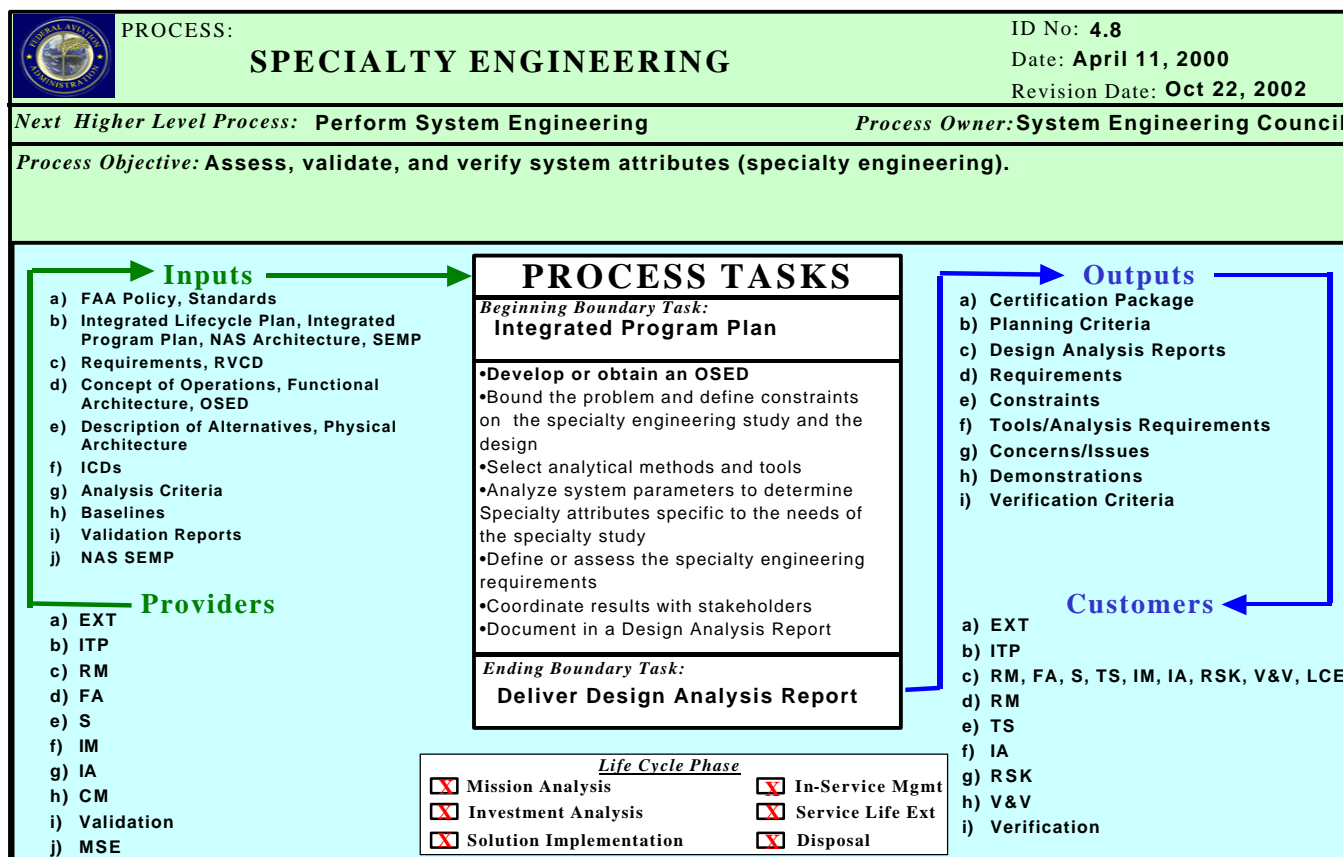 FEDERAL AVIATION
ADMINISTRATION
PROCESS:
SPECIALTY ENGINEERING
ID No: 4.8
Date: April 11, 2000
Revision Date: Oct 22, 2002
Next Higher Level Process: Perform System Engineering
Process Owner: System Engineering Council
Process Objective: Assess, validate, and verify system attributes (specialty engineering).
Inputs
a) FAA Policy, Standards
b) Integrated Lifecycle Plan, Integrated
Program Plan, NAS Architecture, SEMP
c) Requirements, RVCD
d) Concept of Operations, Functional
Architecture, OSED
e) Description of Alternatives, Physical
Architecture
f) ICDs
g) Analysis Criteria
h) Baselines
i) Validation Reports
j) NAS SEMP
Providers
a) EXT
b) ITP
c) RM
d) FA
e) S
f) IM
g) IA
h) CM
i) Validation
j) MSE
PROCESS TASKS
Beginning Boundary Task:
Integrated Program Plan
•Develop or obtain an OSED
•Bound the problem and define constraints
on the specialty engineering study and the
design
•Select analytical methods and tools
•Analyze system parameters to determine
Specialty attributes specific to the needs of
the specialty study
•Define or assess the specialty engineering
requirements
•Coordinate results with stakeholders
•Document in a Design Analysis Report
Ending Boundary Task:
Deliver Design Analysis Report
Life Cycle Phase
X Mission Analysis
X Investment Analysis
X Solution Implementation
X In-Service Mgmt
X Service Life Ext
X Disposal
Outputs
a) Certification Package
b) Planning Criteria
c) Design Analysis Reports
d) Requirements
e) Constraints
f) Tools/Analysis Requirements
g) Concerns/Issues
h) Demonstrations
i) Verification Criteria
Customers
a) EXT
b) ITP
c) RM, FA, S, TS, IM, IA, RSK, V&V, LCE
d) RM
e) TS
f) IA
g) RSK
h) V&V
i) Verification